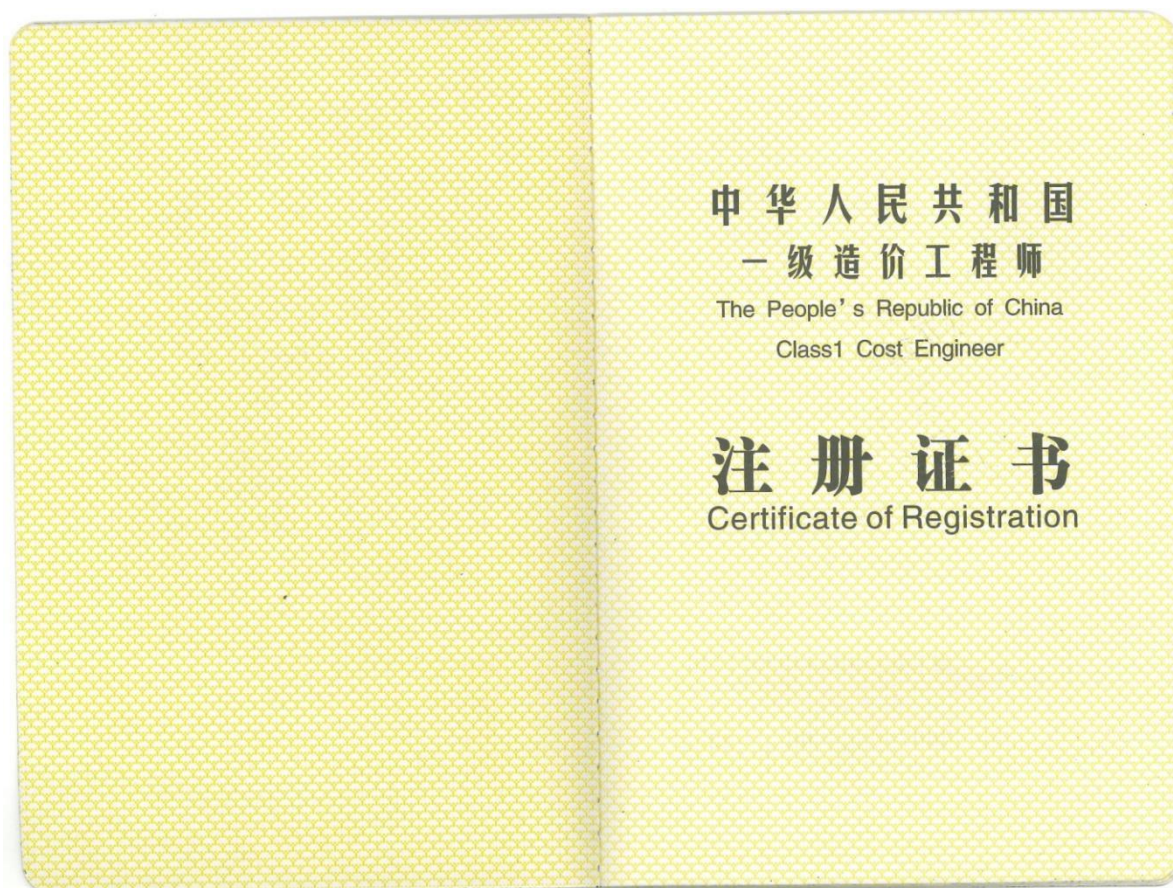 中华人民共和国
一级造价工程师
The People's Republic of China
Class1 Cost Engineer
注册证书
Certificate of Registration